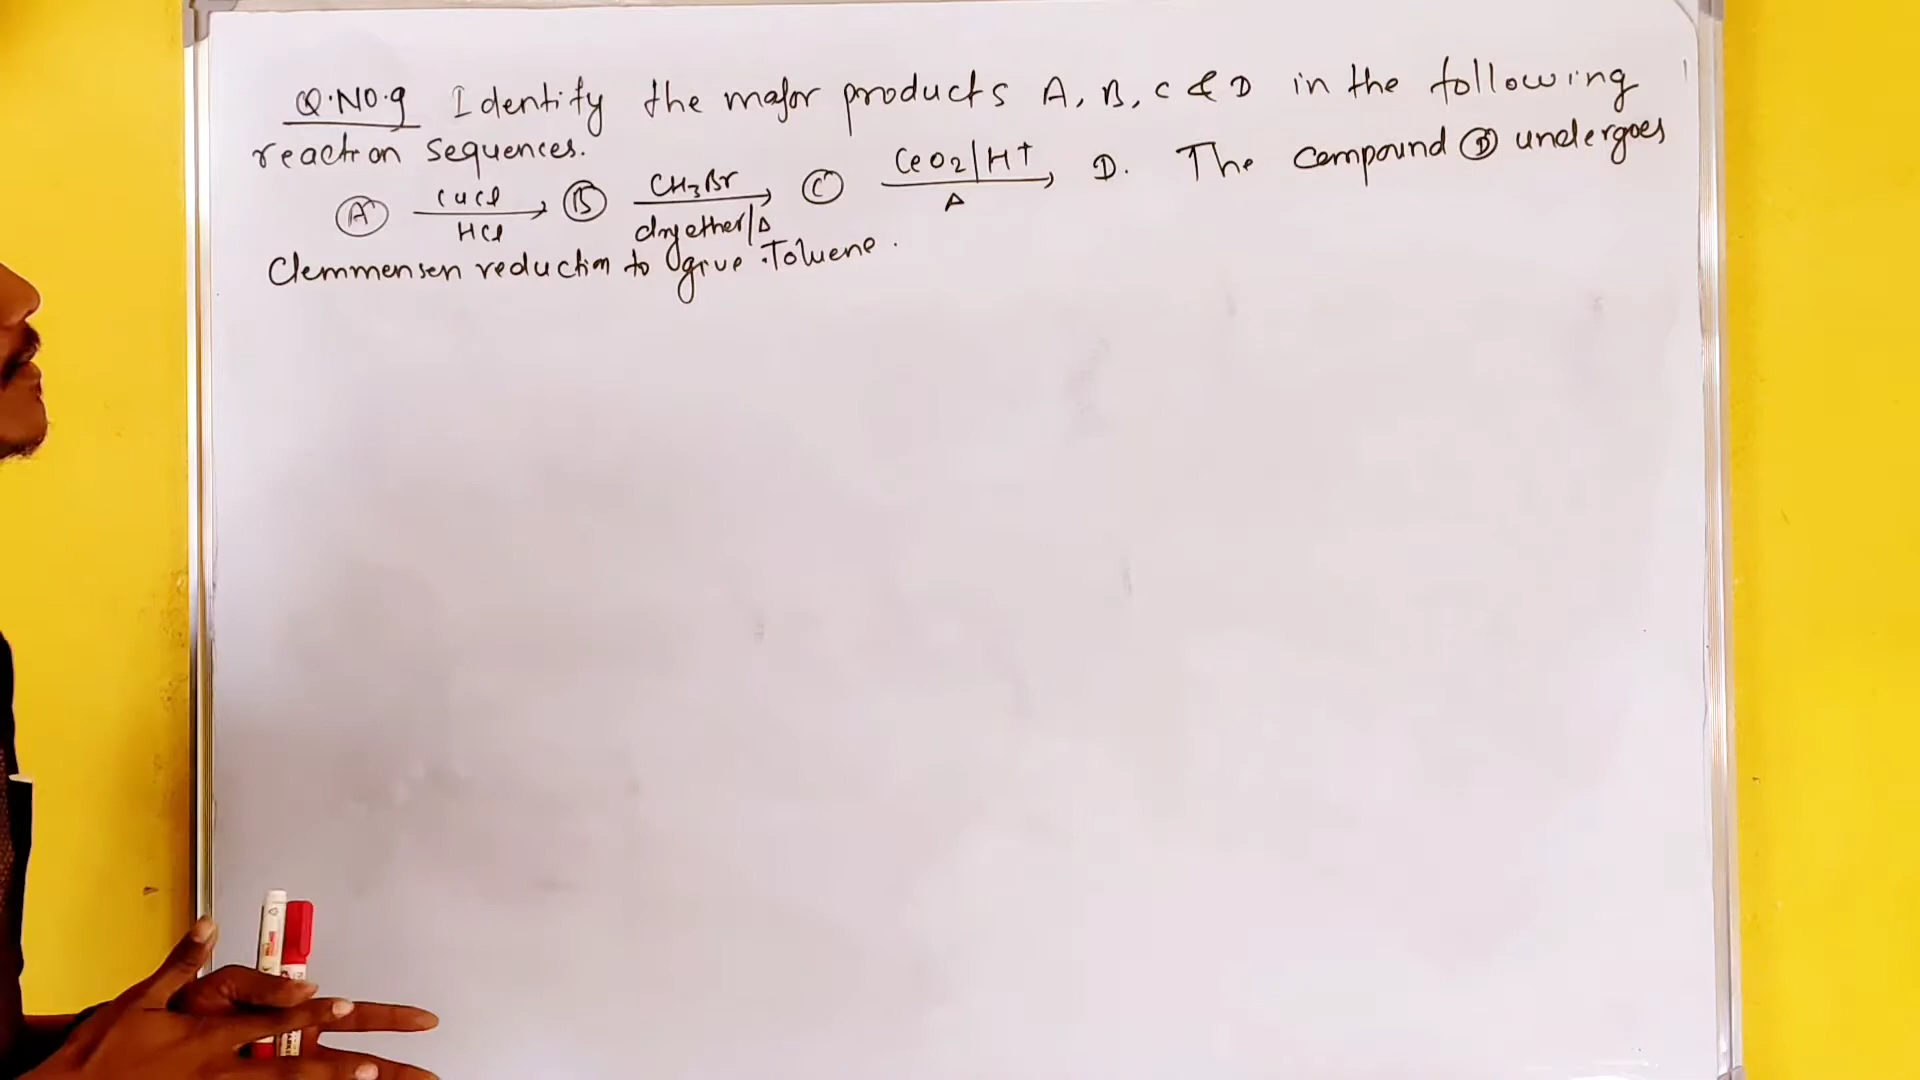 Q.NO.9 Identify the major products A, B, C & D in the following
reaction sequences.
(A) CuCl / HCl → (B) CH3Br / dry ether/Δ → (C) CeO2/H+ / Δ → D. The compound (D) undergoes
Clemmensen reduction to give Toluene.